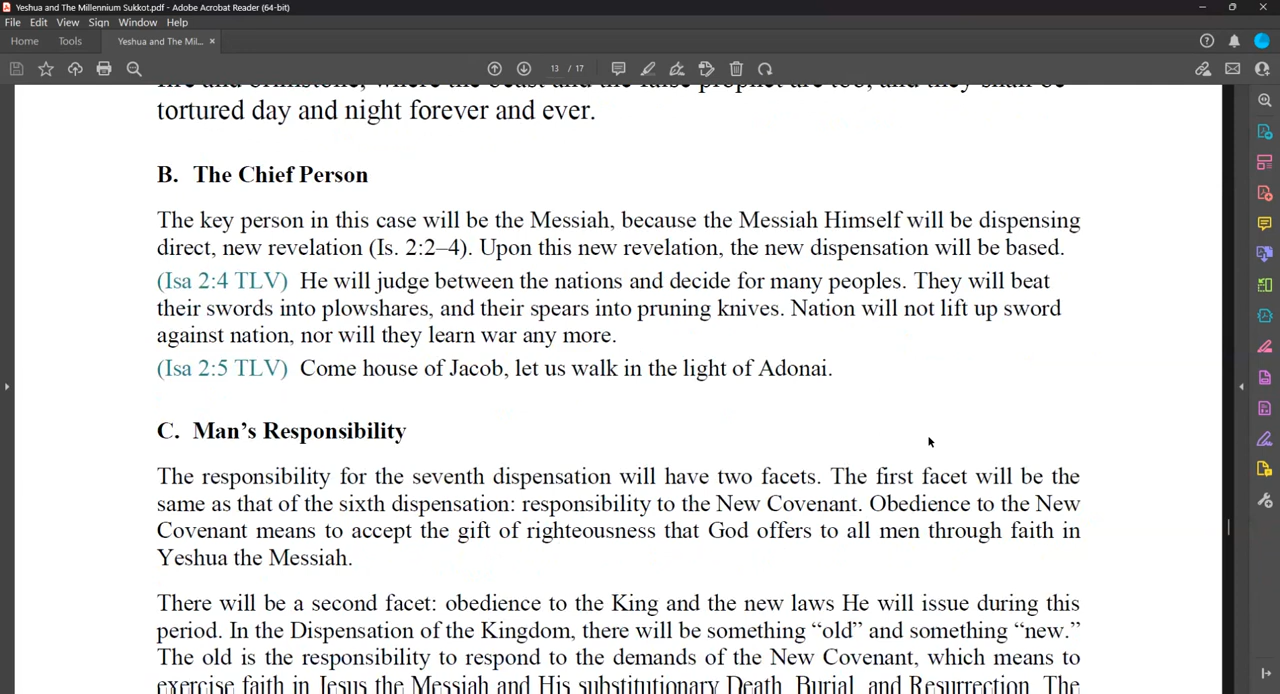 Yeshua and The Millennium Sukkot.pdf - Adobe Acrobat Reader (64-bit)
File Edit View Sign Window Help
Home Tools Yeshua and The Mil... ×
13 / 17
tortured day and night forever and ever.
B. The Chief Person
The key person in this case will be the Messiah, because the Messiah Himself will be dispensing
direct, new revelation (Is. 2:2–4). Upon this new revelation, the new dispensation will be based.
(Isa 2:4 TLV) He will judge between the nations and decide for many peoples. They will beat
their swords into plowshares, and their spears into pruning knives. Nation will not lift up sword
against nation, nor will they learn war any more.
(Isa 2:5 TLV) Come house of Jacob, let us walk in the light of Adonai.
C. Man’s Responsibility
The responsibility for the seventh dispensation will have two facets. The first facet will be the
same as that of the sixth dispensation: responsibility to the New Covenant. Obedience to the New
Covenant means to accept the gift of righteousness that God offers to all men through faith in
Yeshua the Messiah.
There will be a second facet: obedience to the King and the new laws He will issue during this
period. In the Dispensation of the Kingdom, there will be something “old” and something “new.”
The old is the responsibility to respond to the demands of the New Covenant, which means to
exercise faith in Jesus the Messiah and His substitutionary Death, Burial, and Resurrection. The